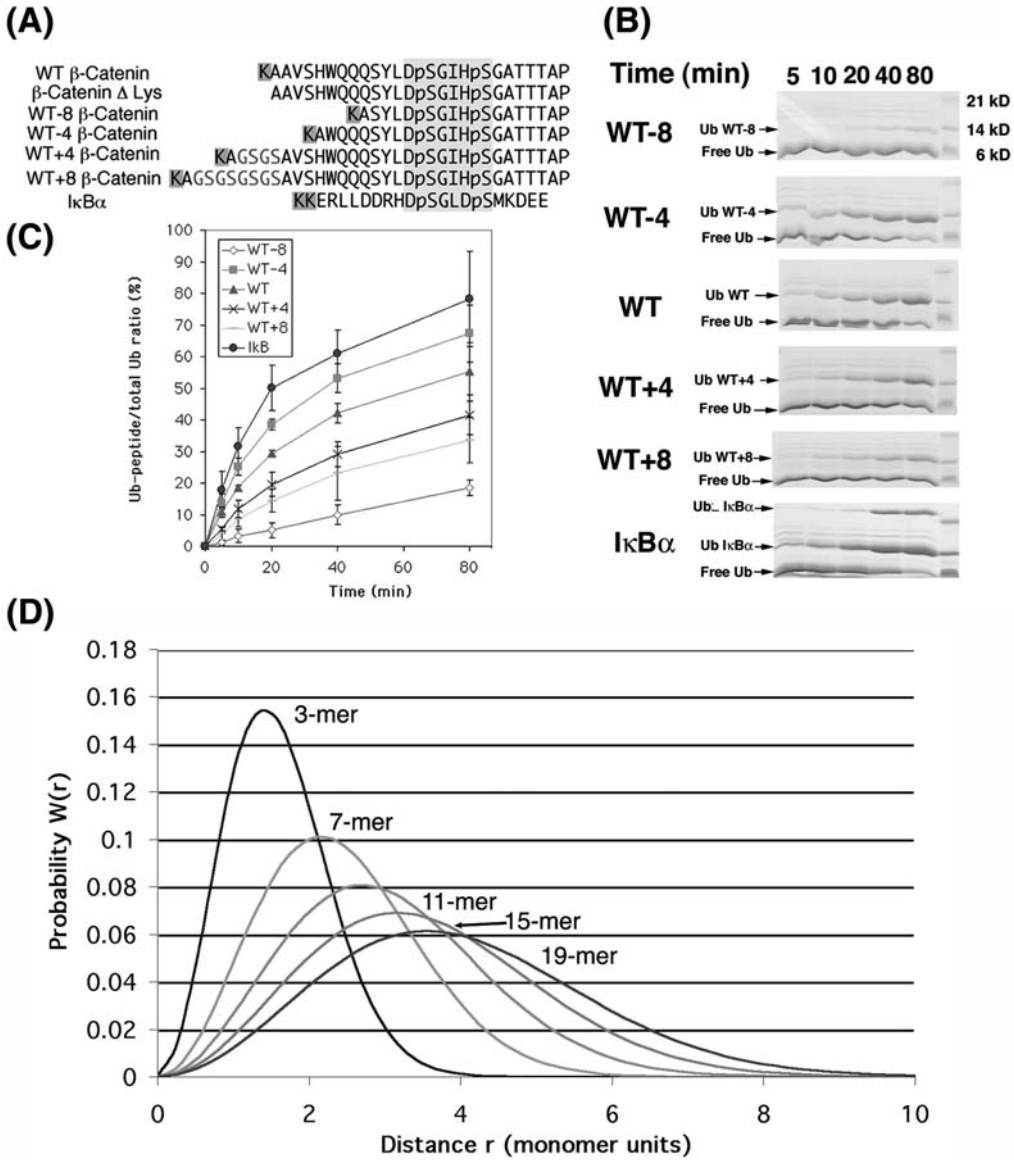 (A)
WT β-Catenin KAAVSHWQQQSYLDpSGIHpSGATTTAP
β-Catenin Δ Lys AAVSHWQQQSYLDpSGIHpSGATTTAP
WT-8 β-Catenin KASYLDpSGIHpSGATTTAP
WT-4 β-Catenin KAWQQQSYLDpSGIHpSGATTTAP
WT+4 β-Catenin KAGSGSAVSHWQQQSYLDpSGIHpSGATTTAP
WT+8 β-Catenin KAGSGSGSGSAVSHWQQQSYLDpSGIHpSGATTTAP
IκBα KKERLLDDRHDpSGLDpSMKDEE
(B)
Time (min) 5 10 20 40 80
21 kD
14 kD
6 kD
WT-8
Ub WT-8
Free Ub
WT-4
Ub WT-4
Free Ub
WT
Ub WT
Free Ub
WT+4
Ub WT+4
Free Ub
WT+8
Ub WT+8
Free Ub
IκBα
IκBα
Ub IκBα
Free Ub
(C)
Ub-peptide/total Ub ratio (%)
100
90
80
70
60
50
40
30
20
10
0
WT-8
WT-4
WT
WT+4
WT+8
IkB
0 20 40 60 80
Time (min)
(D)
Probability W(r)
0.18
0.16
0.14
0.12
0.1
0.08
0.06
0.04
0.02
0
3-mer
7-mer
11-mer
15-mer
19-mer
0 2 4 6 8 10
Distance r (monomer units)